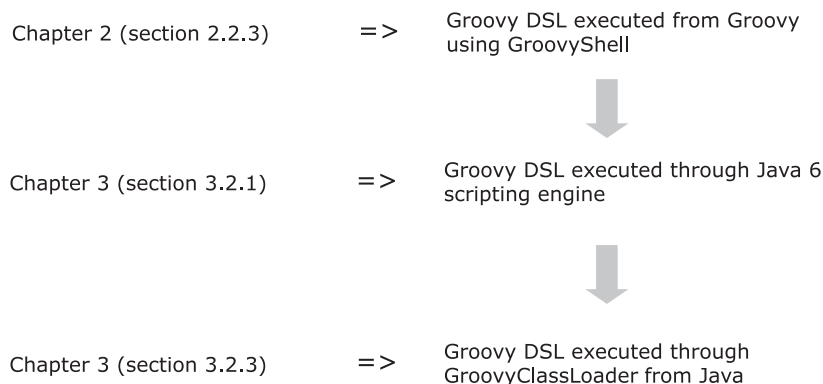 Chapter 2 (section 2.2.3) => Groovy DSL executed from Groovy
using GroovyShell
Chapter 3 (section 3.2.1) => Groovy DSL executed through Java 6
scripting engine
Chapter 3 (section 3.2.3) => Groovy DSL executed through
GroovyClassLoader from Java